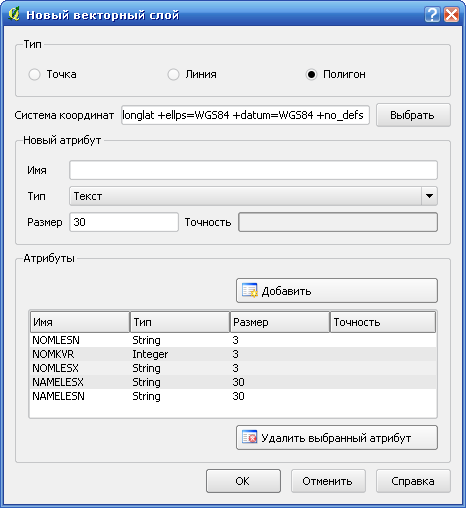 Новый векторный слой
Тип
Точка Линия Полигон
Система координат longlat +ellps=WGS84 +datum=WGS84 +no_defs Выбрать
Новый атрибут
Имя
Тип Текст
Размер 30 Точность
Атрибуты
Добавить
Имя Тип Размер Точность
NOMLESN String 3
NOMKVR Integer 3
NOMLESX String 3
NAMELESX String 30
NAMELESN String 30
Удалить выбранный атрибут
OK Отменить Справка